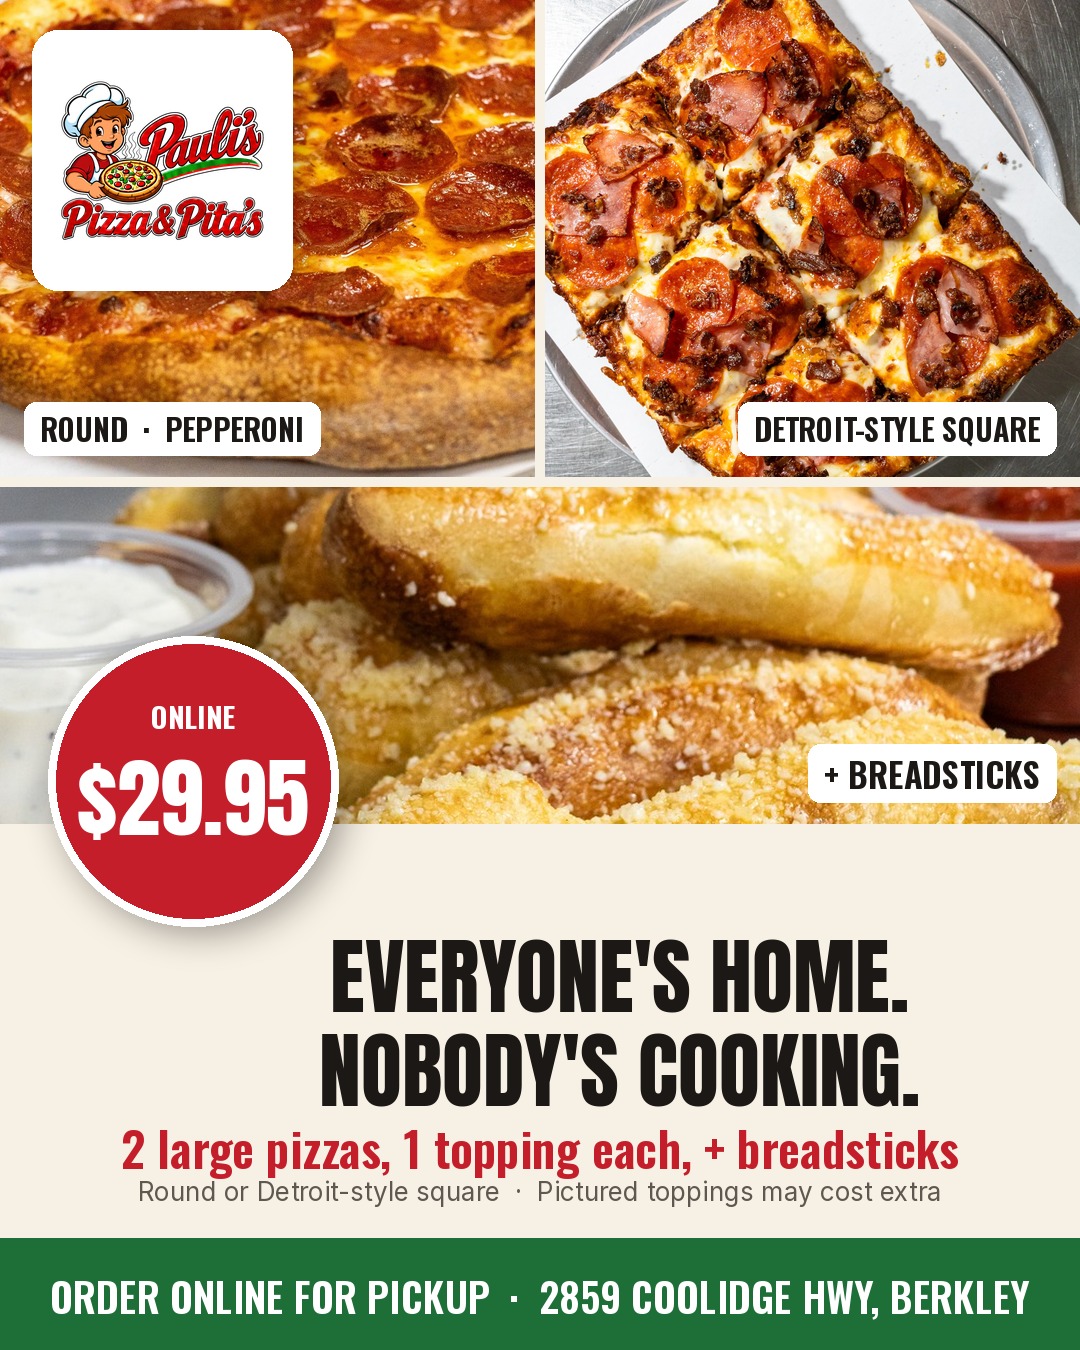 Pauli's
Pizza & Pita's
ROUND · PEPPERONI
DETROIT-STYLE SQUARE
+ BREADSTICKS
ONLINE
$29.95
EVERYONE'S HOME.
NOBODY'S COOKING.
2 large pizzas, 1 topping each, + breadsticks
Round or Detroit-style square · Pictured toppings may cost extra
ORDER ONLINE FOR PICKUP · 2859 COOLIDGE HWY, BERKLEY